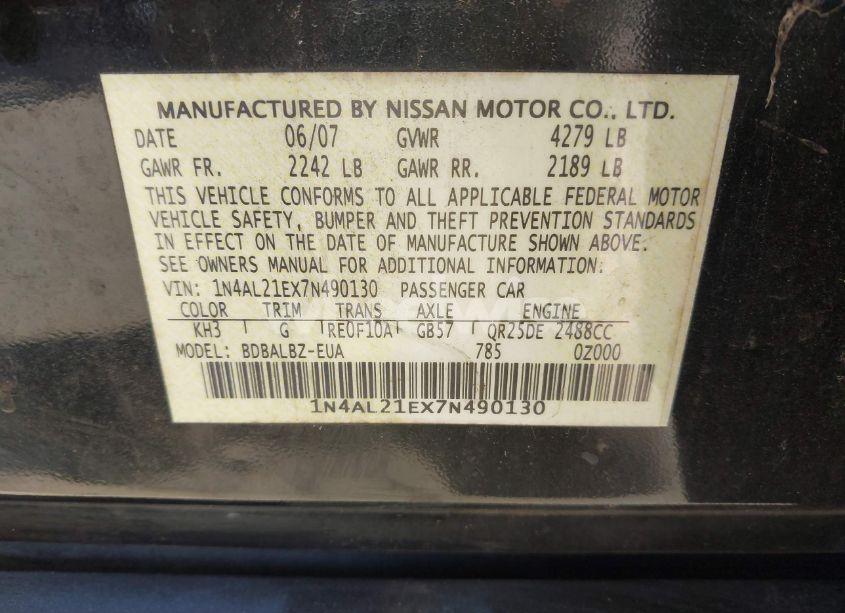 MANUFACTURED BY NISSAN MOTOR CO., LTD.
DATE 06/07 GVWR 4279 LB
GAWR FR. 2242 LB GAWR RR. 2189 LB
THIS VEHICLE CONFORMS TO ALL APPLICABLE FEDERAL MOTOR
VEHICLE SAFETY, BUMPER AND THEFT PREVENTION STANDARDS
IN EFFECT ON THE DATE OF MANUFACTURE SHOWN ABOVE.
SEE OWNERS MANUAL FOR ADDITIONAL INFORMATION.
VIN: 1N4AL21EX7N490130 PASSENGER CAR
COLOR TRIM TRANS AXLE ENGINE
KH3 G RE0F10A GB57 QR25DE 2488CC
MODEL: BDBALBZ-EUA 785 0Z000
1N4AL21EX7N490130